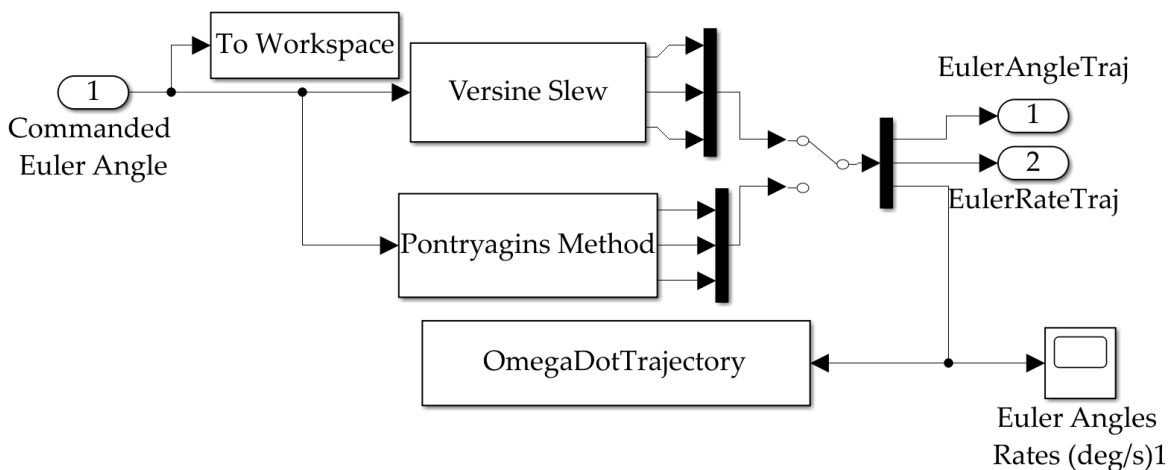 To Workspace
1
Commanded
Euler Angle
Versine Slew
EulerAngleTraj
1
2
EulerRateTraj
Pontryagins Method
OmegaDotTrajectory
Euler Angles
Rates (deg/s)1